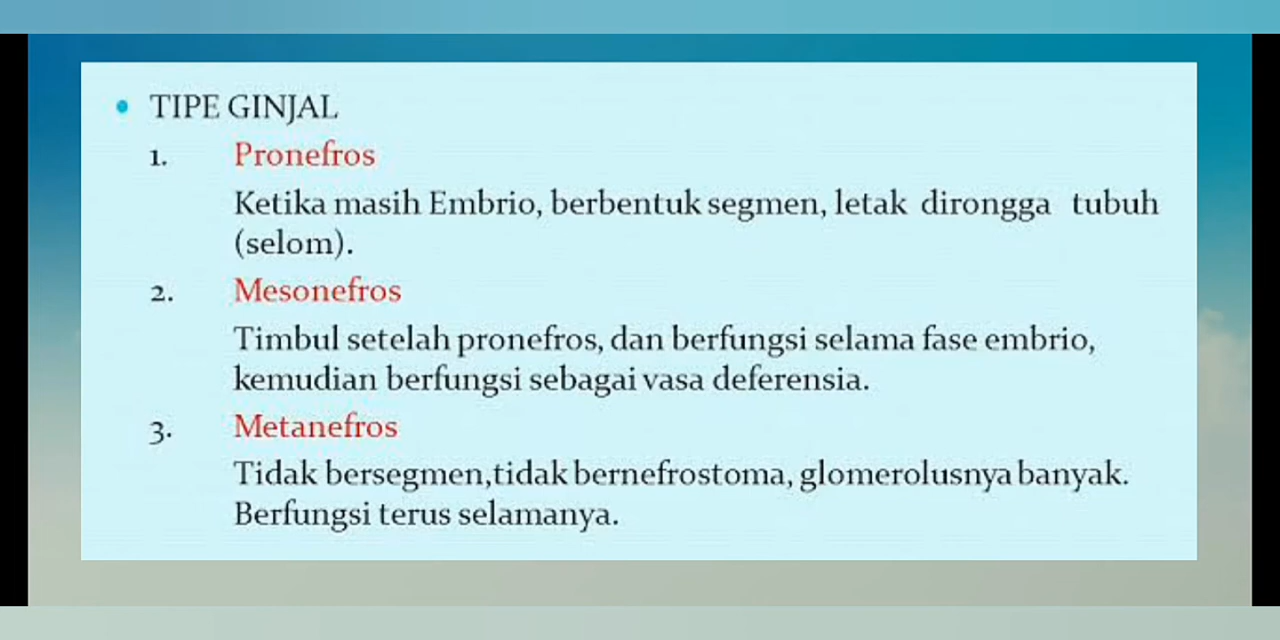 • TIPE GINJAL
1. Pronefros
Ketika masih Embrio, berbentuk segmen, letak dirongga tubuh
(selom).
2. Mesonefros
Timbul setelah pronefros, dan berfungsi selama fase embrio,
kemudian berfungsi sebagai vasa deferensia.
3. Metanefros
Tidak bersegmen,tidak bernefrostoma, glomerolusnya banyak.
Berfungsi terus selamanya.